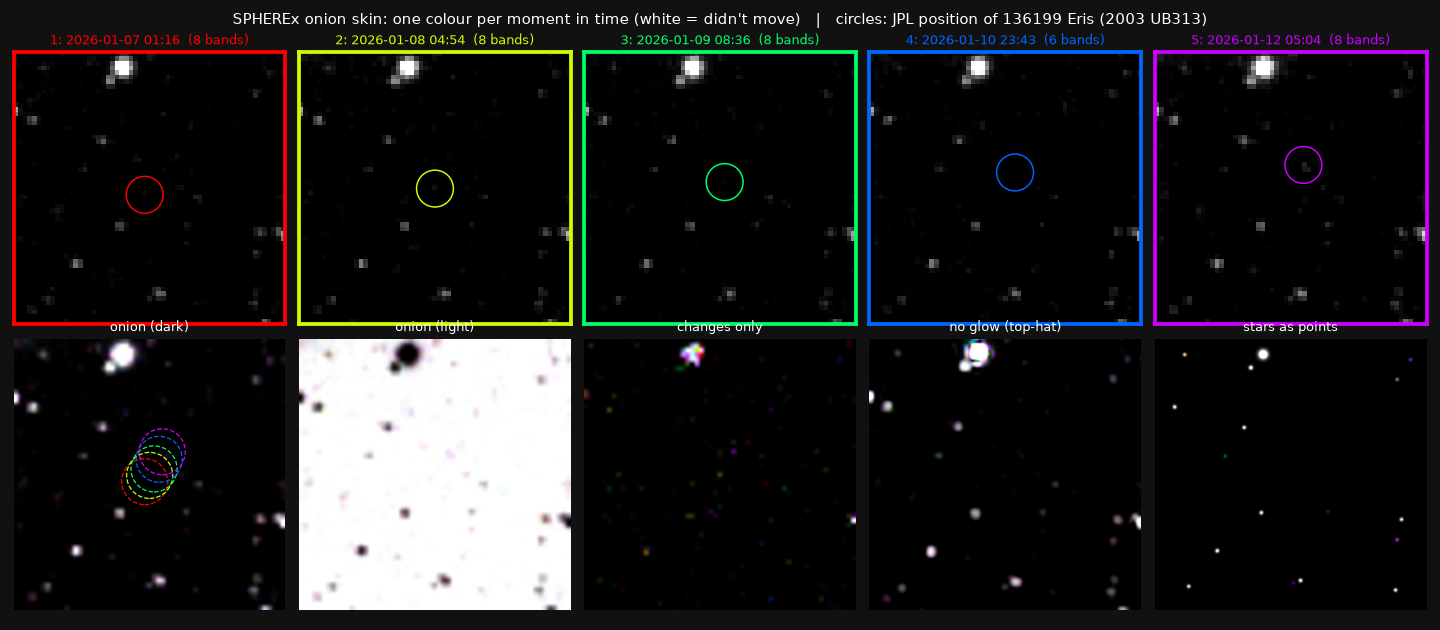 SPHEREx onion skin: one colour per moment in time (white = didn't move)   |   circles: JPL position of 136199 Eris (2003 UB313)
1: 2026-01-07 01:16  (8 bands)
2: 2026-01-08 04:54  (8 bands)
3: 2026-01-09 08:36  (8 bands)
4: 2026-01-10 23:43  (6 bands)
5: 2026-01-12 05:04  (8 bands)
onion (dark)
onion (light)
changes only
no glow (top-hat)
stars as points